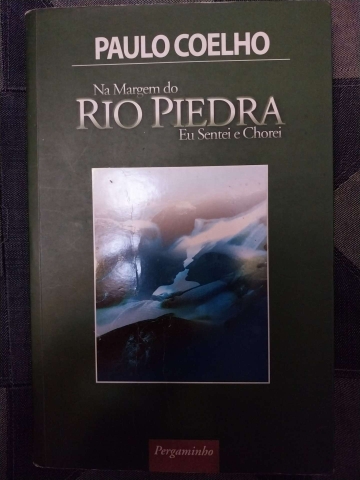 PAULO COELHO
Na Margem do
RIO PIEDRA
Eu Sentei e Chorei
Pergaminho